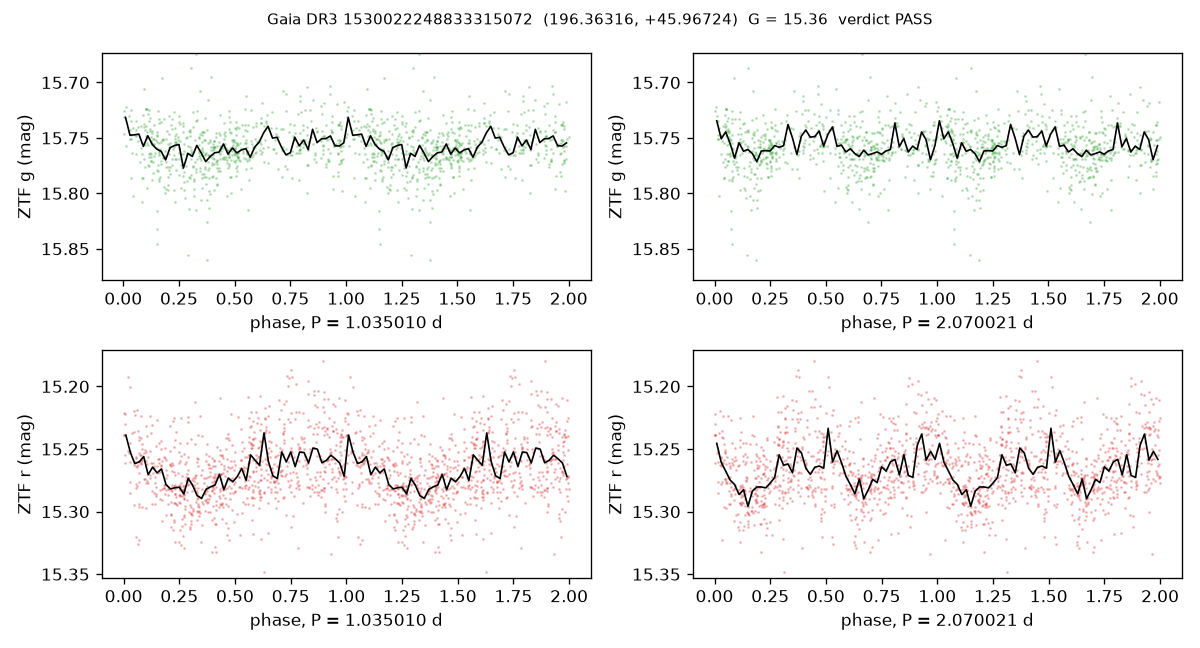 Gaia DR3 1530022248833315072 (196.36316, +45.96724) G = 15.36 verdict PASS
ZTF g (mag)
15.70
15.75
15.80
15.85
0.00 0.25 0.50 0.75 1.00 1.25 1.50 1.75 2.00
phase, P = 1.035010 d
ZTF g (mag)
15.70
15.75
15.80
15.85
0.00 0.25 0.50 0.75 1.00 1.25 1.50 1.75 2.00
phase, P = 2.070021 d
ZTF r (mag)
15.20
15.25
15.30
15.35
0.00 0.25 0.50 0.75 1.00 1.25 1.50 1.75 2.00
phase, P = 1.035010 d
ZTF r (mag)
15.20
15.25
15.30
15.35
0.00 0.25 0.50 0.75 1.00 1.25 1.50 1.75 2.00
phase, P = 2.070021 d